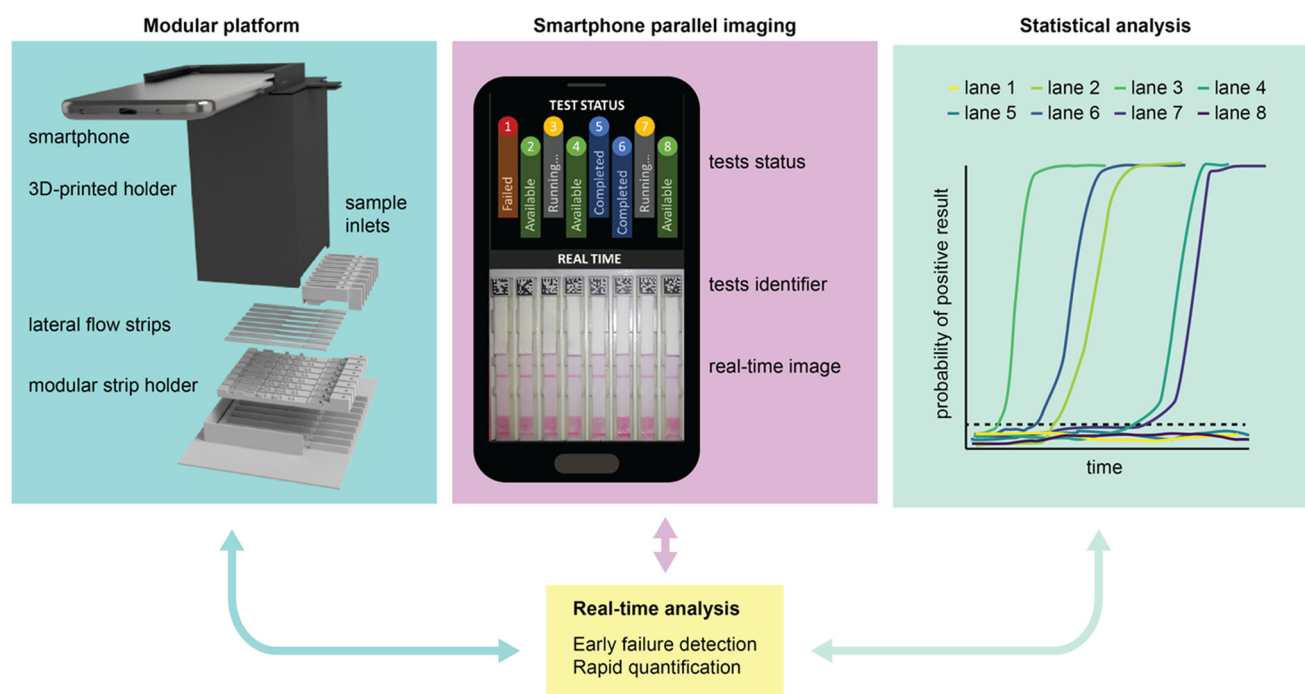 Modular platform
smartphone
3D-printed holder
sample
inlets
lateral flow strips
modular strip holder
Smartphone parallel imaging
TEST STATUS
1
Failed
2
Available
3
Running...
4
Available
5
Completed
6
Completed
7
Running...
8
Available
REAL TIME
tests status
tests identifier
real-time image
Statistical analysis
lane 1
lane 2
lane 3
lane 4
lane 5
lane 6
lane 7
lane 8
probability of positive result
time
Real-time analysis
Early failure detection
Rapid quantification